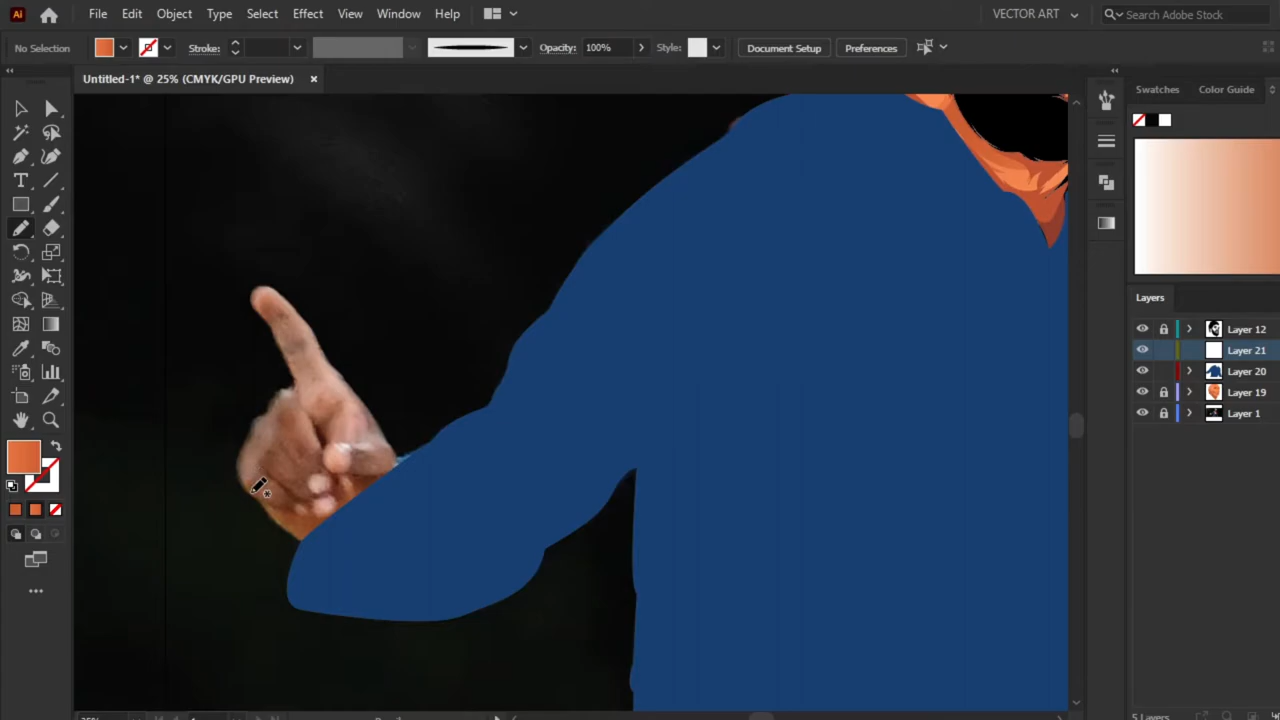 Ai File Edit Object Type Select Effect View Window Help VECTOR ART Search Adobe Stock
No Selection Stroke: Opacity: 100% Style: Document Setup Preferences
Untitled-1* @ 25% (CMYK/GPU Preview) ×
Swatches Color Guide
Layers
Layer 12
Layer 21
Layer 20
Layer 19
Layer 1
5 Layers